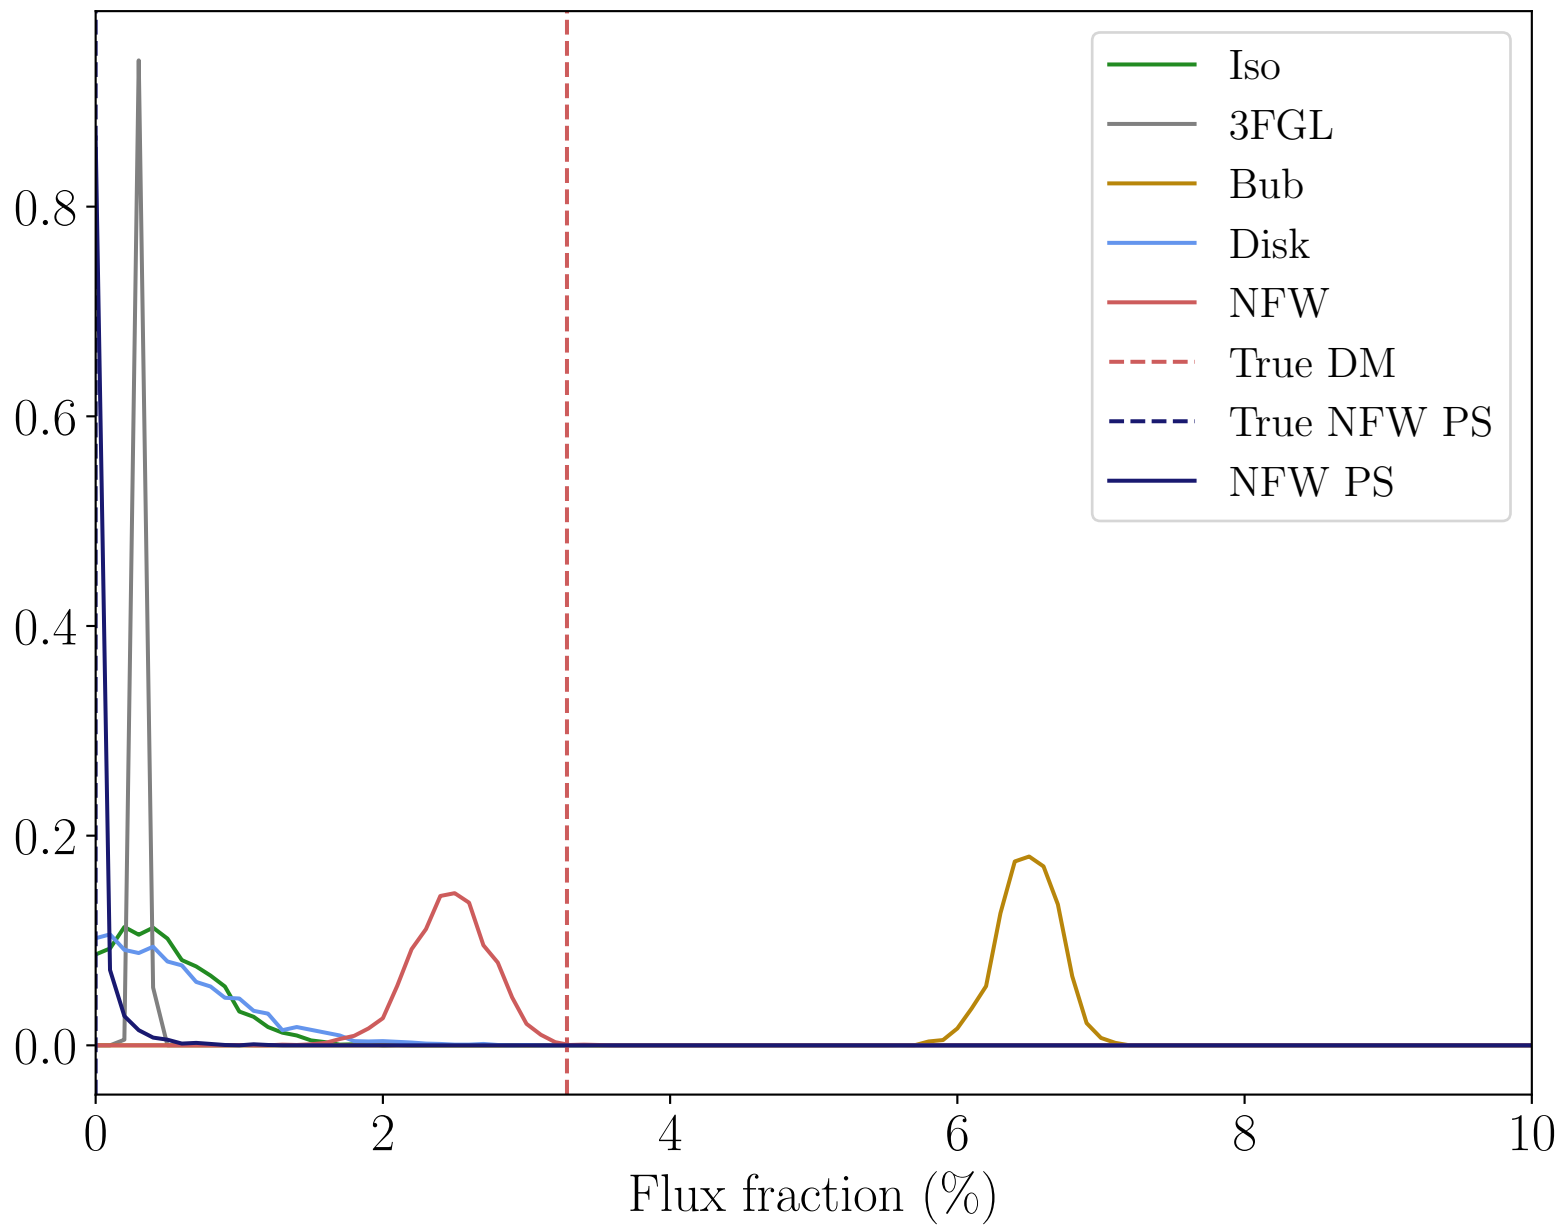 Iso
3FGL
Bub
Disk
NFW
True DM
True NFW PS
NFW PS
0.8
0.6
0.4
0.2
0.0
0 2 4 6 8 10
Flux fraction (%)